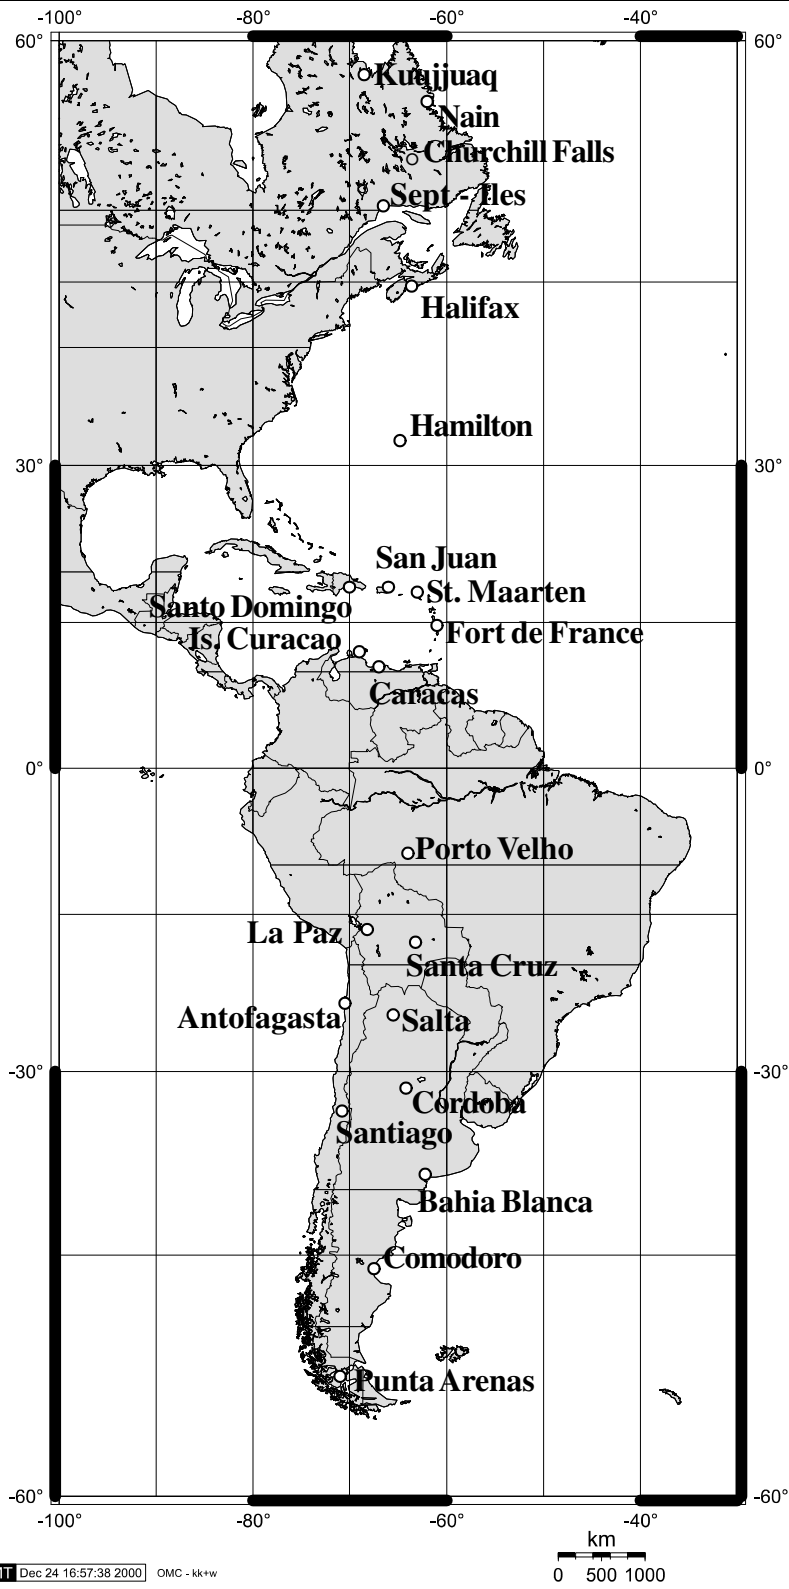 -100° -80° -60° -40°
60° 60°
Kuujjuaq
Nain
Churchill Falls
Sept - Iles
Halifax
Hamilton
30° 30°
San Juan
St. Maarten
Santo Domingo
Fort de France
Is. Curacao
Caracas
0° 0°
Porto Velho
La Paz
Santa Cruz
Antofagasta
Salta
-30° -30°
Cordoba
Santiago
Bahia Blanca
Comodoro
Punta Arenas
-60° -60°
-100° -80° -60° -40°
km
0 500 1000
Dec 24 16:57:38 2000 OMC - kk+w